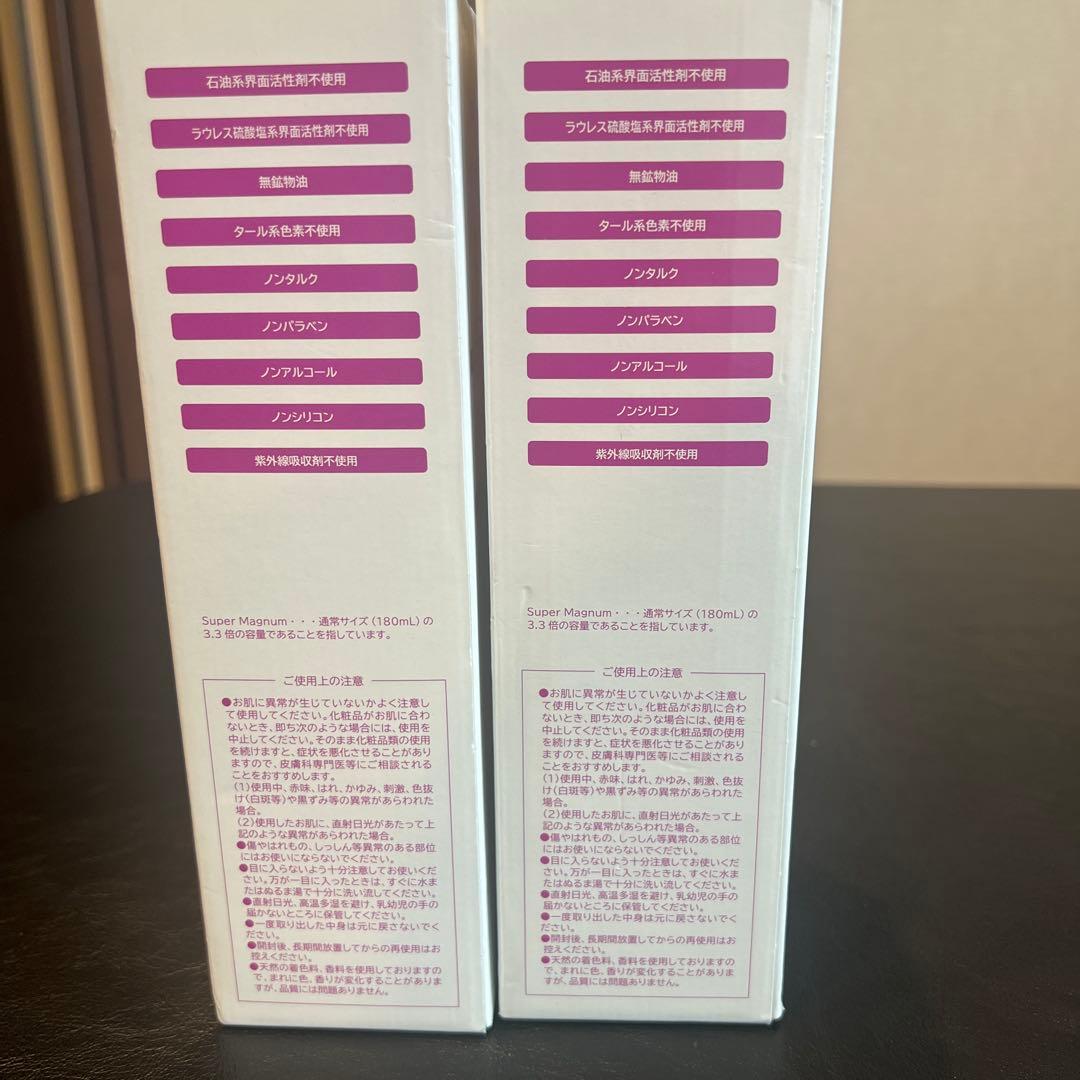 石油系界面活性剤不使用
ラウレス硫酸塩系界面活性剤不使用
無鉱物油
タール系色素不使用
ノンタルク
ノンパラベン
ノンアルコール
ノンシリコン
紫外線吸収剤不使用
Super Magnum・・・通常サイズ(180mL)の
3.3倍の容量であることを指しています。
ご使用上の注意
●お肌に異常が生じていないかよく注意し
て使用してください。化粧品がお肌に合わ
ないとき、即ち次のような場合には、使用を
中止してください。そのまま化粧品類の使用
を続けますと、症状を悪化させることがあり
ますので、皮膚科専門医等にご相談される
ことをおすすめします。
(1)使用中、赤味、はれ、かゆみ、刺激、色抜
け(白斑等)や黒ずみ等の異常があらわれた
場合。
(2)使用したお肌に、直射日光があたって上
記のような異常があらわれた場合。
●傷やはれもの、しっしん等異常のある部位
にはお使いにならないでください。
●目に入らないよう十分注意してお使いくだ
さい。万が一目に入ったときは、すぐに水ま
たはぬるま湯で十分に洗い流してください。
●直射日光、高温多湿を避け、乳幼児の手の
届かないところに保管してください。
●一度取り出した中身は元に戻さないでく
ださい。
●開封後、長期間放置してからの再使用はお
控えください。
●天然の着色料、香料を使用しておりますの
で、まれに色、香りが変化することがありま
すが、品質には問題ありません。
石油系界面活性剤不使用
ラウレス硫酸塩系界面活性剤不使用
無鉱物油
タール系色素不使用
ノンタルク
ノンパラベン
ノンアルコール
ノンシリコン
紫外線吸収剤不使用
Super Magnum・・・通常サイズ(180mL)の
3.3倍の容量であることを指しています。
ご使用上の注意
●お肌に異常が生じていないかよく注意し
て使用してください。化粧品がお肌に合わ
ないとき、即ち次のような場合には、使用を
中止してください。そのまま化粧品類の使用
を続けますと、症状を悪化させることがあり
ますので、皮膚科専門医等にご相談される
ことをおすすめします。
(1)使用中、赤味、はれ、かゆみ、刺激、色抜
け(白斑等)や黒ずみ等の異常があらわれた
場合。
(2)使用したお肌に、直射日光があたって上
記のような異常があらわれた場合。
●傷やはれもの、しっしん等異常のある部位
にはお使いにならないでください。
●目に入らないよう十分注意してお使いくだ
さい。万が一目に入ったときは、すぐに水ま
たはぬるま湯で十分に洗い流してください。
●直射日光、高温多湿を避け、乳幼児の手の
届かないところに保管してください。
●一度取り出した中身は元に戻さないでく
ださい。
●開封後、長期間放置してからの再使用はお
控えください。
●天然の着色料、香料を使用しておりますの
で、まれに色、香りが変化することがありま
すが、品質には問題ありません。